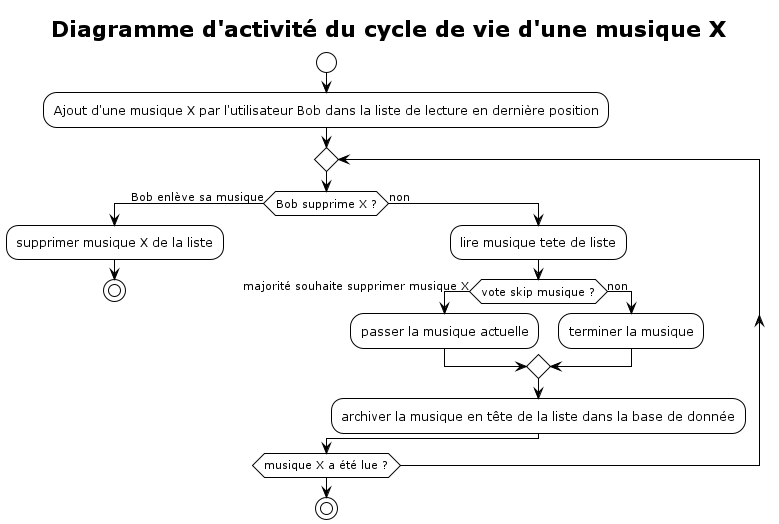 Diagramme d'activité du cycle de vie d'une musique X
Ajout d'une musique X par l'utilisateur Bob dans la liste de lecture en dernière position
Bob enlève sa musique
Bob supprime X ?
non
supprimer musique X de la liste
lire musique tete de liste
majorité souhaite supprimer musique X
vote skip musique ?
non
passer la musique actuelle
terminer la musique
archiver la musique en tête de la liste dans la base de donnée
musique X a été lue ?